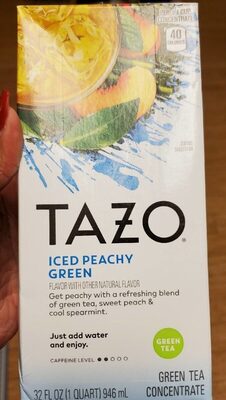 CONCENTRATE
40
CALORIES
TAZO
ICED PEACHY
GREEN
FLAVOR WITH OTHER NATURAL FLAVOR
Get peachy with a refreshing blend
of green tea, sweet peach &
cool spearmint.
Just add water
and enjoy.
GREEN
TEA
CAFFEINE LEVEL
GREEN TEA
32 FL OZ (1 QUART) 946 mL CONCENTRATE